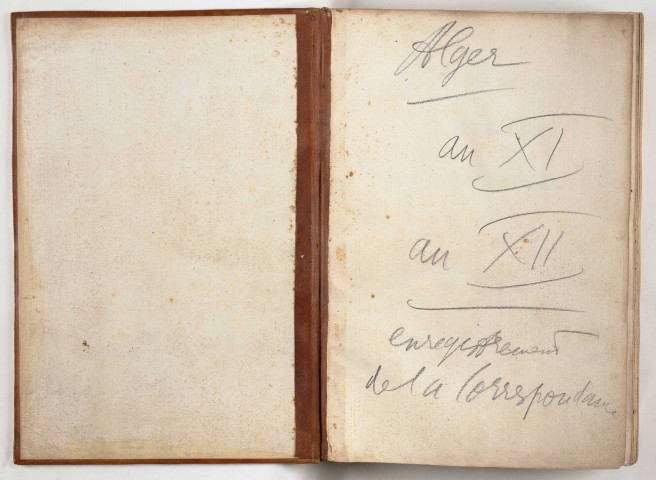 Alger
an XI
an XII
enregistrement
de la Correspondance